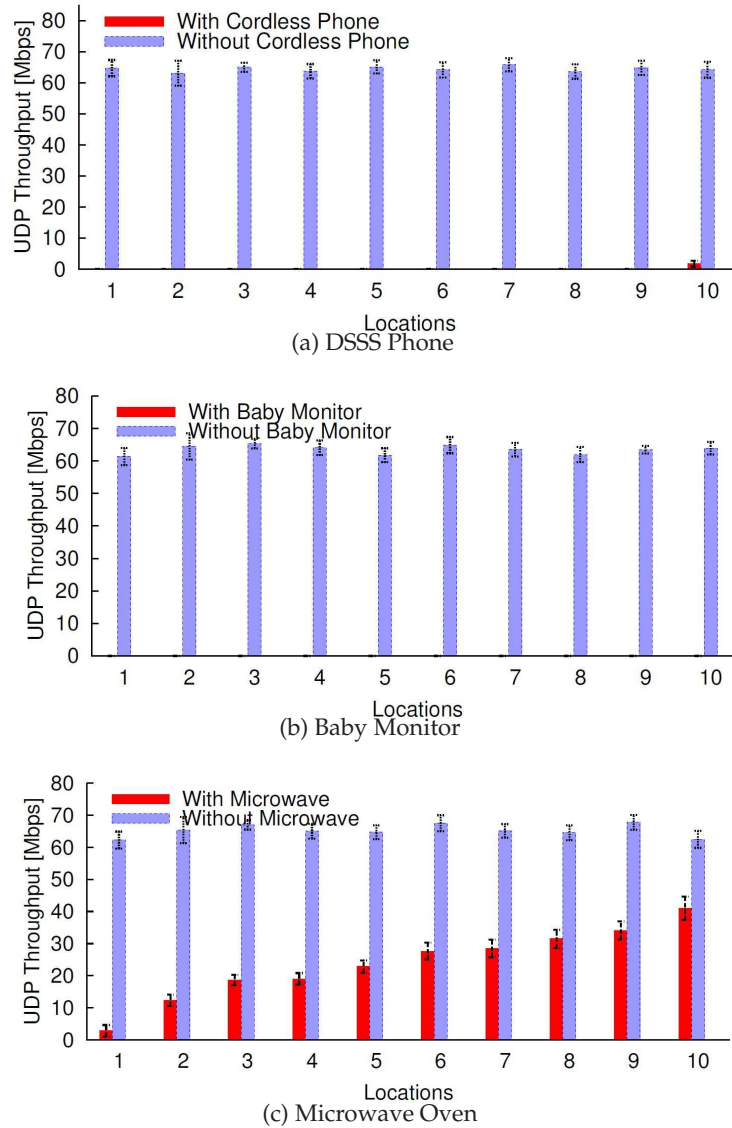 80
70
60
50
40
30
20
10
0
UDP Throughput [Mbps]
With Cordless Phone
Without Cordless Phone
1 2 3 4 5 6 7 8 9 10
Locations
(a) DSSS Phone
80
70
60
50
40
30
20
10
0
UDP Throughput [Mbps]
With Baby Monitor
Without Baby Monitor
1 2 3 4 5 6 7 8 9 10
Locations
(b) Baby Monitor
80
70
60
50
40
30
20
10
0
UDP Throughput [Mbps]
With Microwave
Without Microwave
1 2 3 4 5 6 7 8 9 10
Locations
(c) Microwave Oven